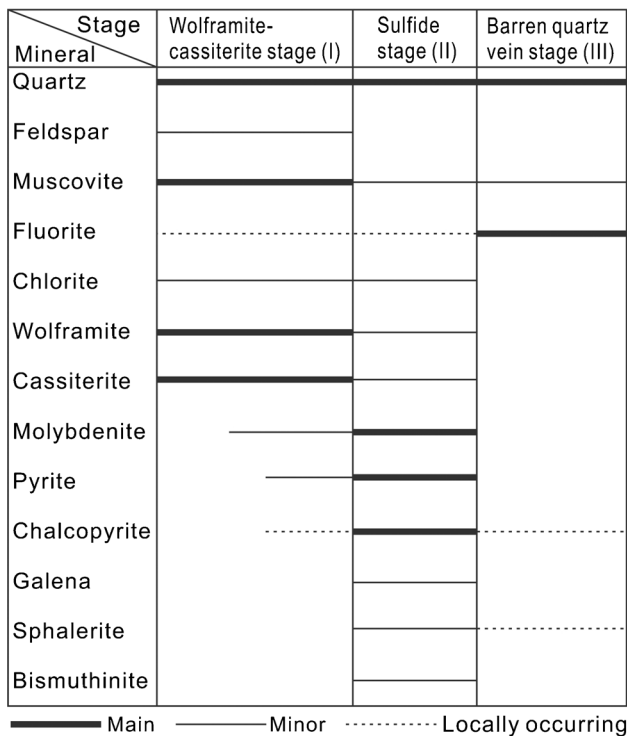 Stage
Mineral
Wolframite-
cassiterite stage (I)
Sulfide
stage (II)
Barren quartz
vein stage (III)
Quartz
Feldspar
Muscovite
Fluorite
Chlorite
Wolframite
Cassiterite
Molybdenite
Pyrite
Chalcopyrite
Galena
Sphalerite
Bismuthinite
Main Minor Locally occurring